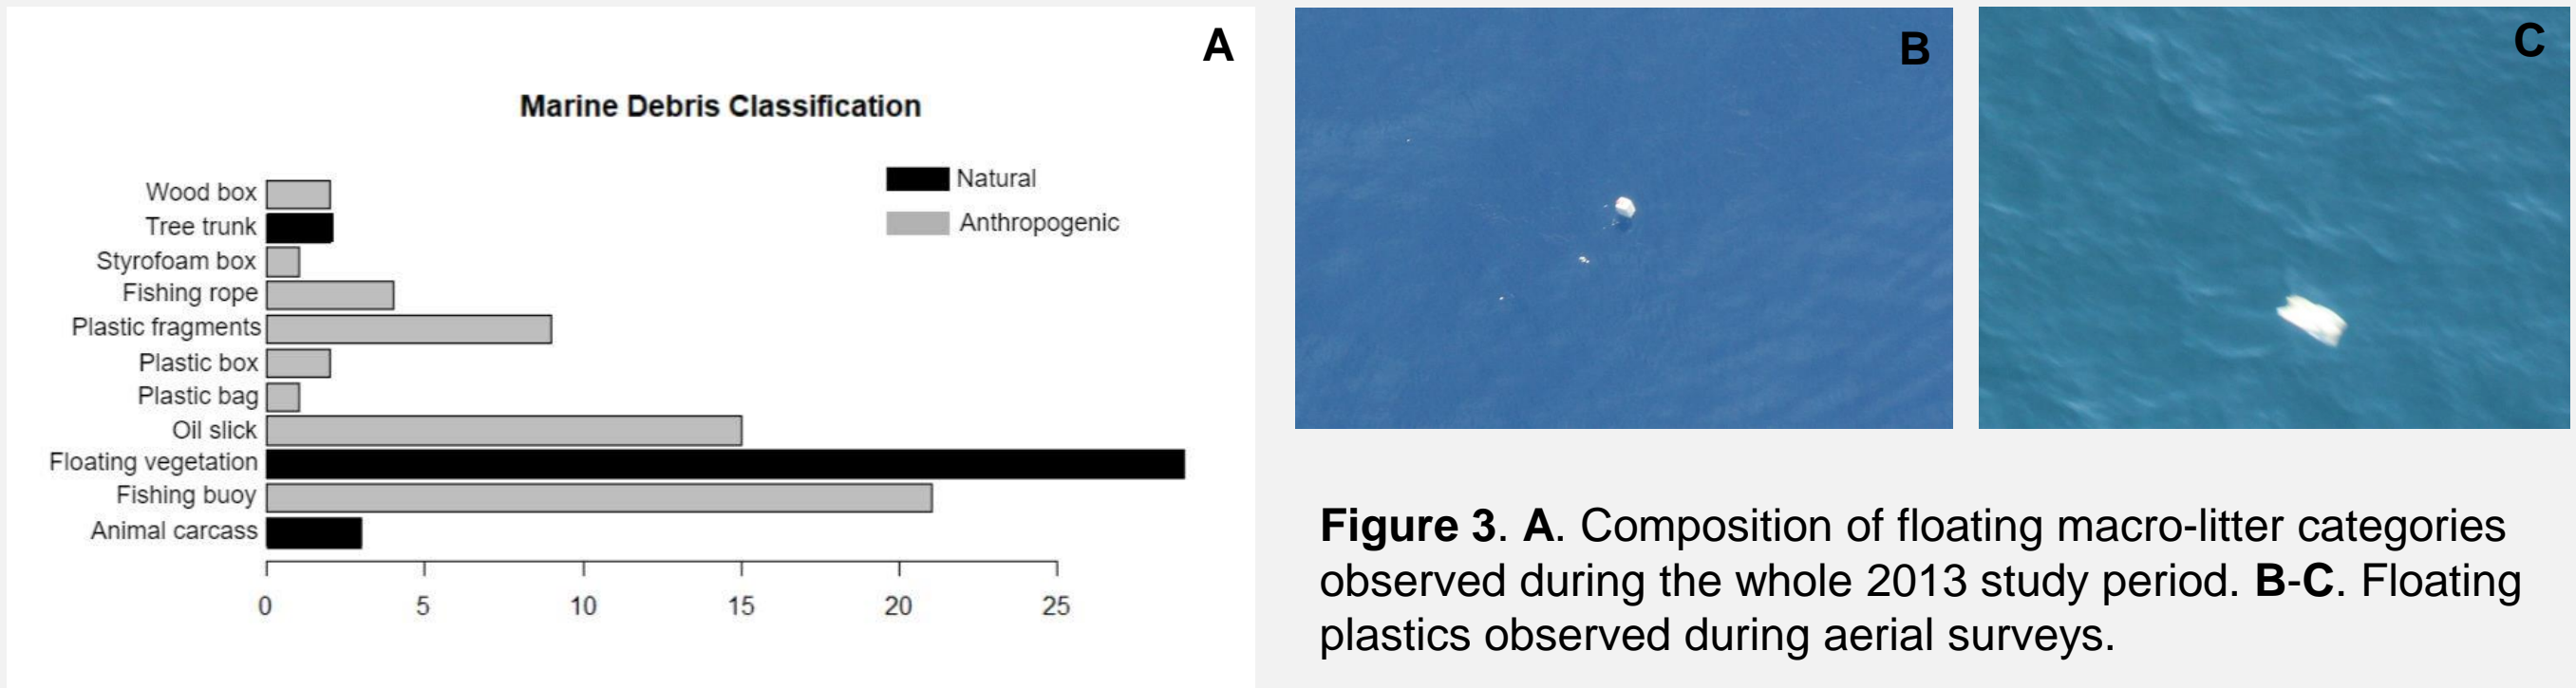 A
Marine Debris Classification
Natural
Anthropogenic
Wood box
Tree trunk
Styrofoam box
Fishing rope
Plastic fragments
Plastic box
Plastic bag
Oil slick
Floating vegetation
Fishing buoy
Animal carcass
0 5 10 15 20 25
B
C
Figure 3. A. Composition of floating macro-litter categories
observed during the whole 2013 study period. B-C. Floating
plastics observed during aerial surveys.